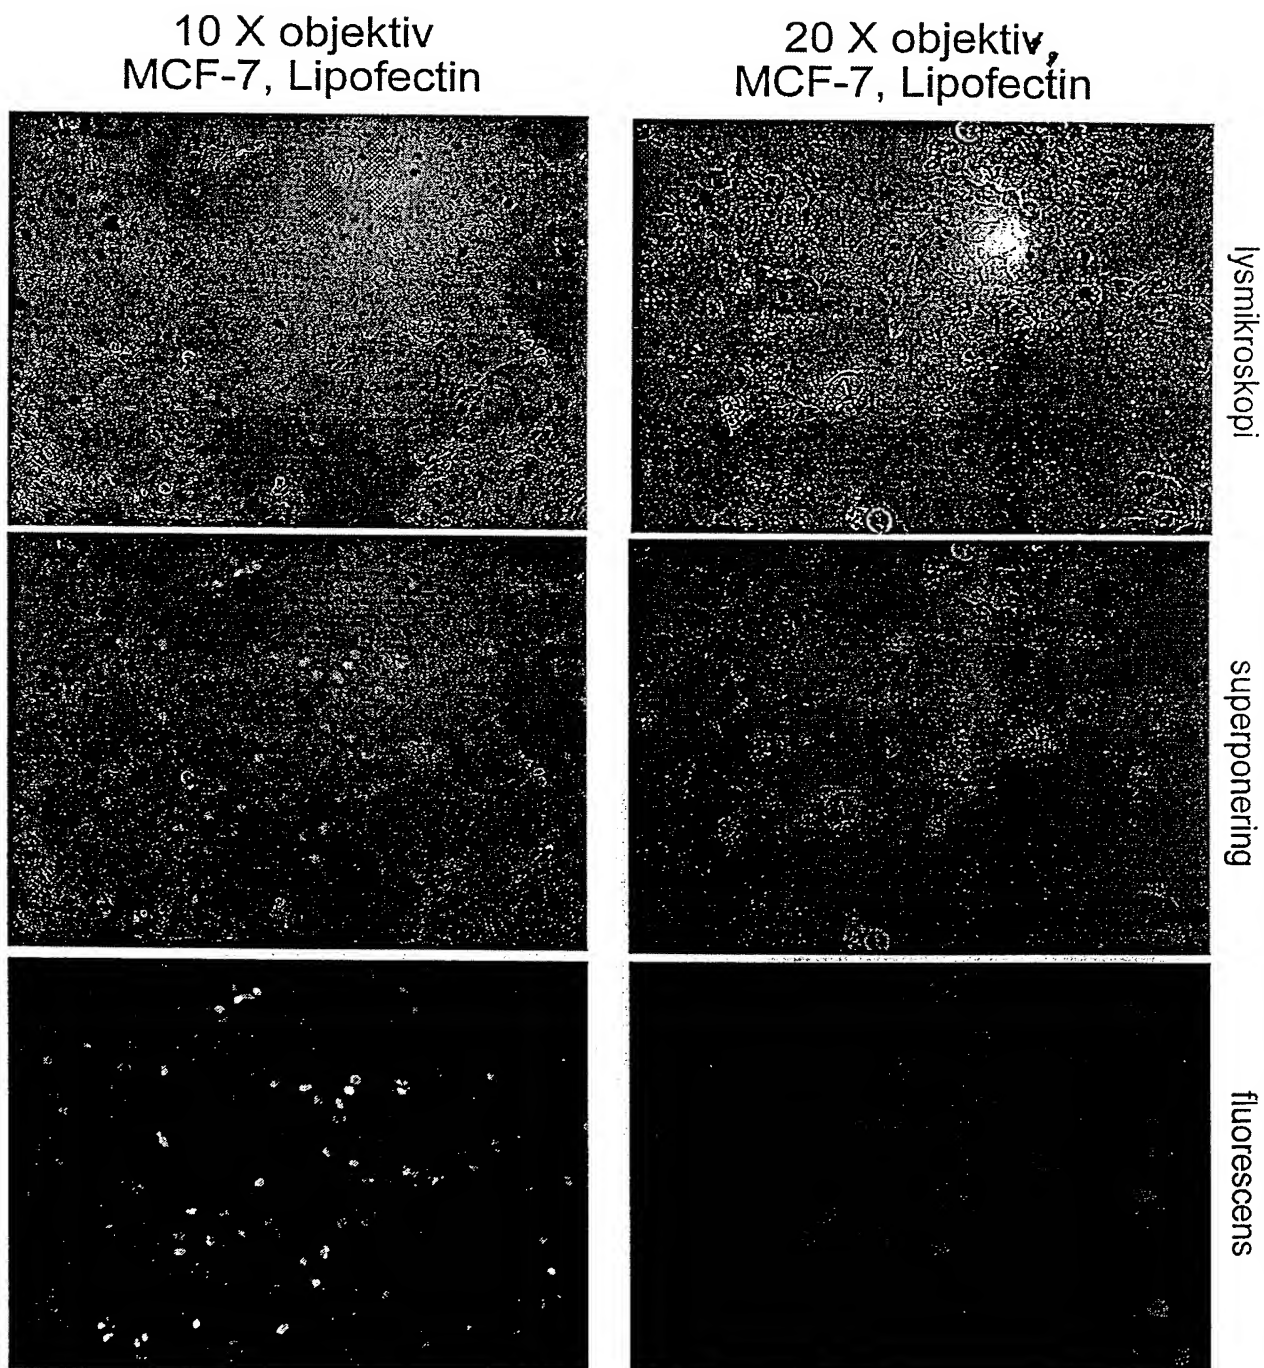 10 X objektiv
MCF-7, Lipofectin
20 X objektiv,
MCF-7, Lipofectin
lysmikroskopi
superponering
fluorescens